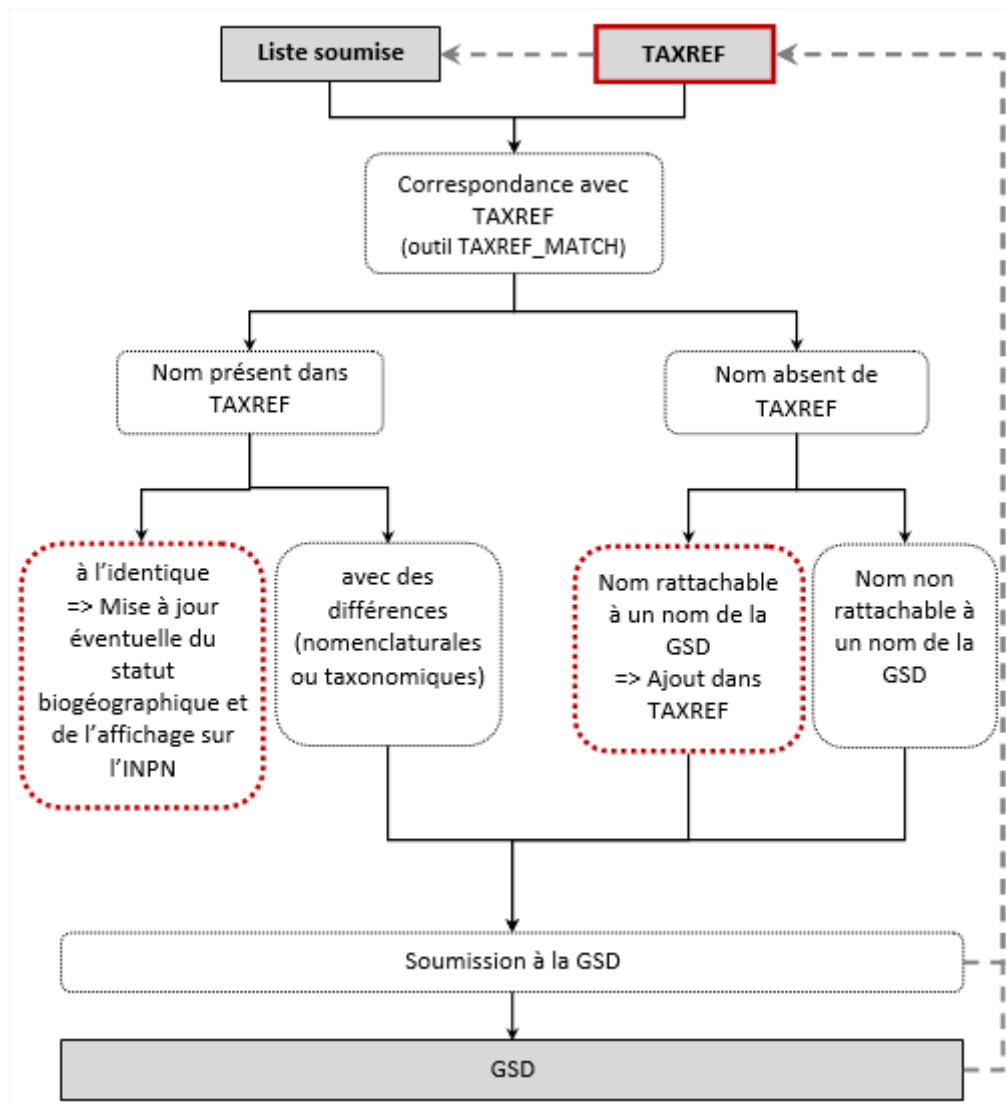 Liste soumise
TAXREF
Correspondance avec
TAXREF
(outil TAXREF_MATCH)
Nom présent dans
TAXREF
Nom absent de
TAXREF
à l'identique
=> Mise à jour
éventuelle du
statut
biogéographique et
de l'affichage sur
l'INPN
avec des
différences
(nomenclaturales
ou taxonomiques)
Nom rattachable
à un nom de la
GSD
=> Ajout dans
TAXREF
Nom non
rattachable à
un nom de la
GSD
Soumission à la GSD
GSD